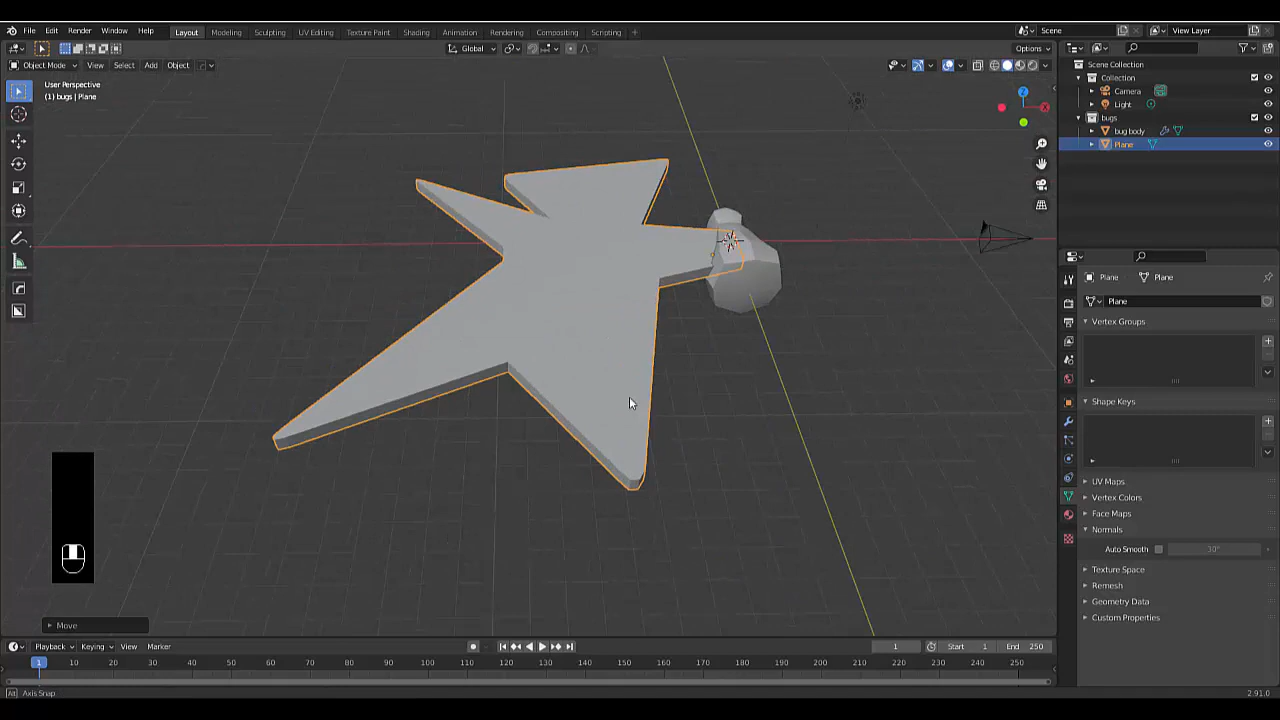 File Edit Render Window Help Layout Modeling Sculpting UV Editing Texture Paint Shading Animation Rendering Compositing Scripting + Scene View Layer
Global Options
Object Mode View Select Add Object Scene Collection
User Perspective Collection
(1) bugs | Plane Camera
Z Light
X bugs
bug body
Plane
Plane Plane
Plane
Vertex Groups
Shape Keys
UV Maps
Vertex Colors
Face Maps
Normals
Auto Smooth 30°
Texture Space
Remesh
Geometry Data
Custom Properties
Move
Playback Keying View Marker 1 Start 1 End 250
1 10 20 30 40 50 60 70 80 90 100 110 120 130 140 150 160 170 180 190 200 210 220 230 240 250
Alt Axis Snap 2.91.0